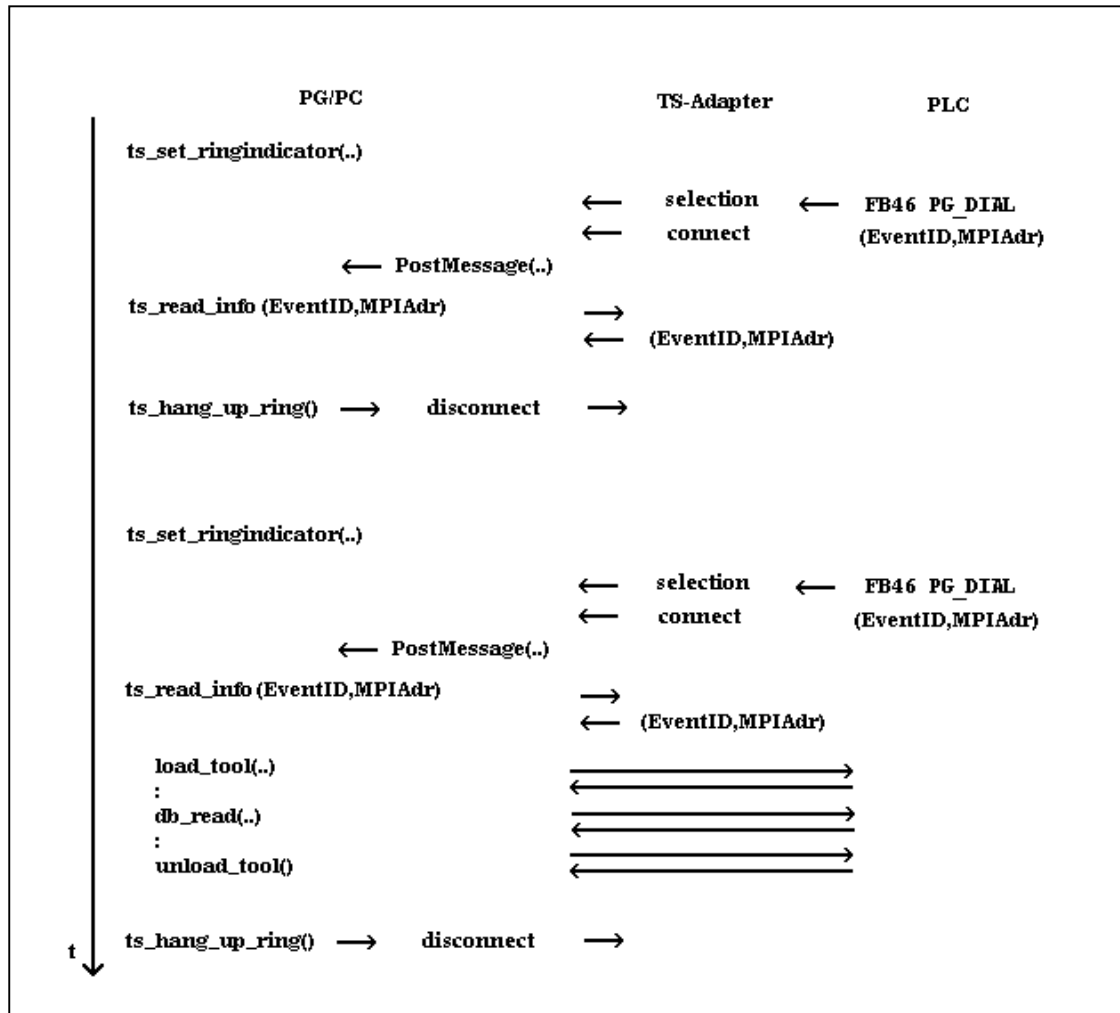 PG/PC TS-Adapter PLC
ts_set_ringindicator(..)
selection FB46 PG_DIAL
connect (EventID,MPIAdr)
PostMessage(..)
ts_read_info (EventID,MPIAdr)
(EventID,MPIAdr)
ts_hang_up_ring() disconnect
ts_set_ringindicator(..)
selection FB46 PG_DIAL
connect (EventID,MPIAdr)
PostMessage(..)
ts_read_info (EventID,MPIAdr)
(EventID,MPIAdr)
load_tool(..)
:
db_read(..)
:
unload_tool()
ts_hang_up_ring() disconnect
t